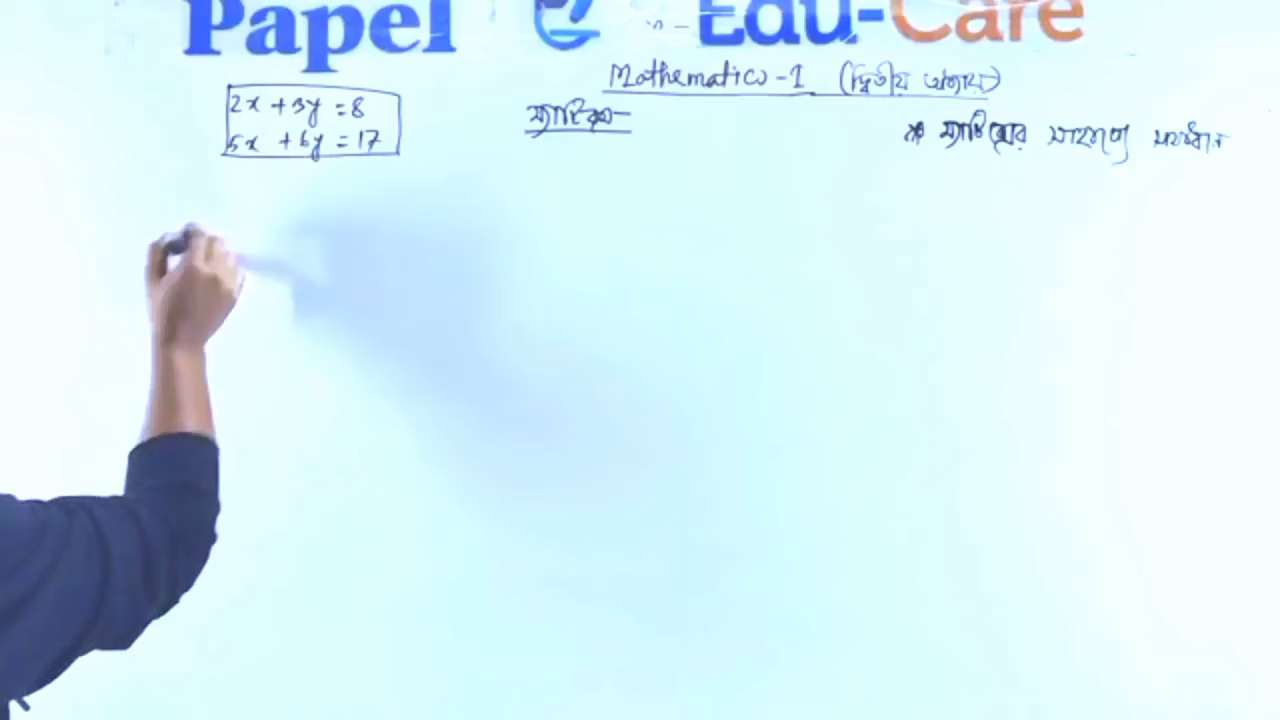 Papel Edu-Care
Mathematics-1 (দ্বিতীয় অধ্যায়)
ম্যাট্রিক্স-
* ম্যাট্রিক্সের সাহায্যে সমাধান
2x + 3y = 8
5x + 6y = 17